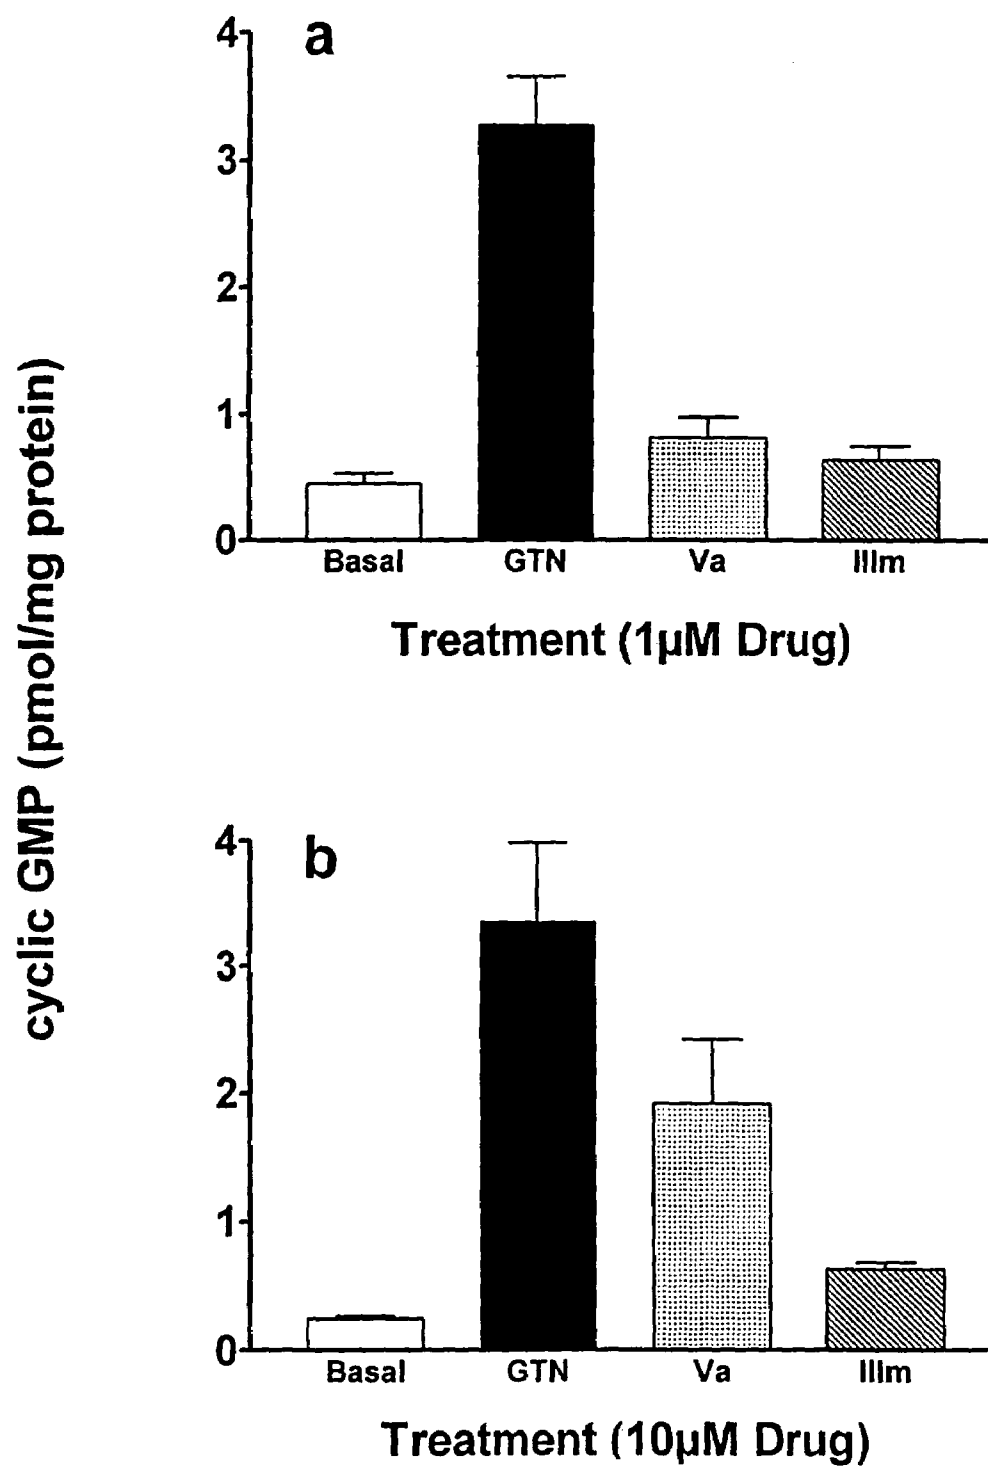 cyclic GMP (pmol/mg protein)
a
4
3
2
1
0
Basal GTN Va IIIm
Treatment (1µM Drug)
b
4
3
2
1
0
Basal GTN Va IIIm
Treatment (10µM Drug)